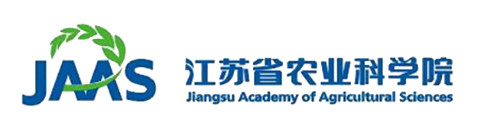 JAAS
江苏省农业科学院
Jiangsu Academy of Agricultural Sciences